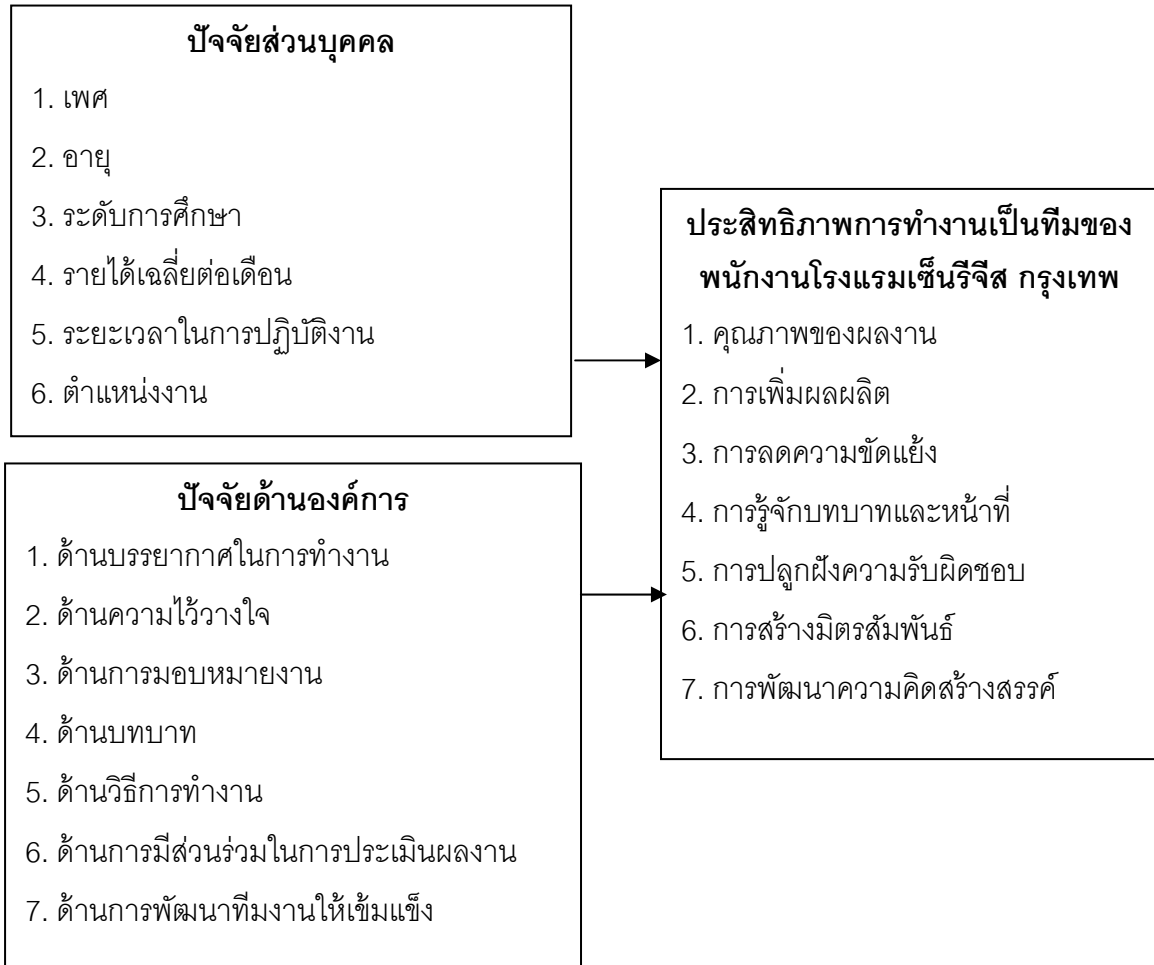 ปัจจัยส่วนบุคคล
1. เพศ
2. อายุ
3. ระดับการศึกษา
4. รายได้เฉลี่ยต่อเดือน
5. ระยะเวลาในการปฏิบัติงาน
6. ตำแหน่งงาน
ปัจจัยด้านองค์การ
1. ด้านบรรยากาศในการทำงาน
2. ด้านความไว้วางใจ
3. ด้านการมอบหมายงาน
4. ด้านบทบาท
5. ด้านวิธีการทำงาน
6. ด้านการมีส่วนร่วมในการประเมินผลงาน
7. ด้านการพัฒนาทีมงานให้เข้มแข็ง
ประสิทธิภาพการทำงานเป็นทีมของ
พนักงานโรงแรมเซ็นรีจีส กรุงเทพ
1. คุณภาพของผลงาน
2. การเพิ่มผลผลิต
3. การลดความขัดแย้ง
4. การรู้จักบทบาทและหน้าที่
5. การปลูกฝังความรับผิดชอบ
6. การสร้างมิตรสัมพันธ์
7. การพัฒนาความคิดสร้างสรรค์